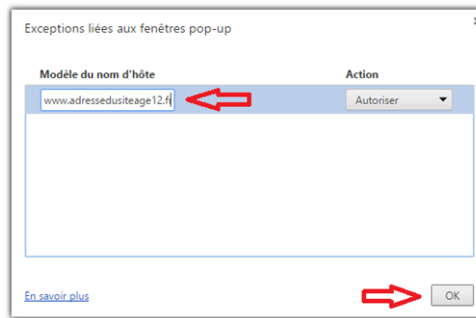 Exceptions liées aux fenêtres pop-up
Modèle du nom d'hôte Action
www.adressedusiteage12.fr Autoriser
En savoir plus OK